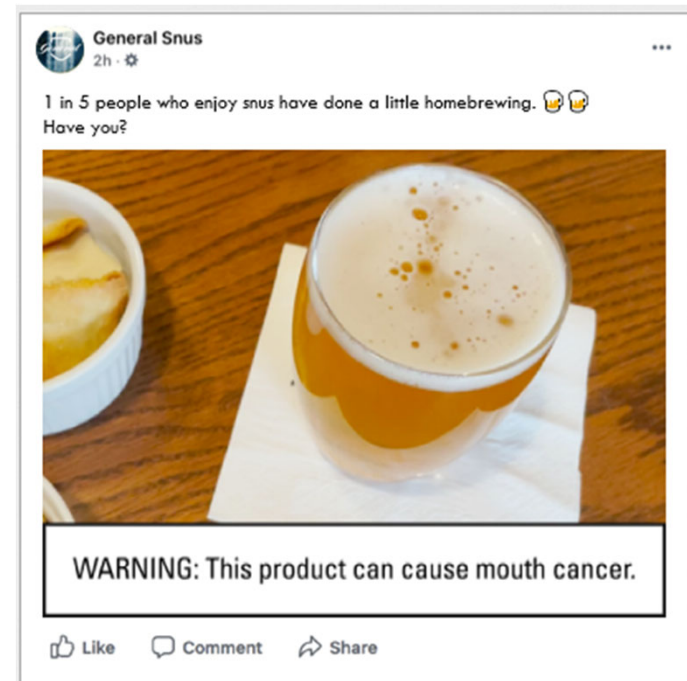 General Snus
2h ·
1 in 5 people who enjoy snus have done a little homebrewing. 🍺🍺
Have you?
WARNING: This product can cause mouth cancer.
Like
Comment
Share